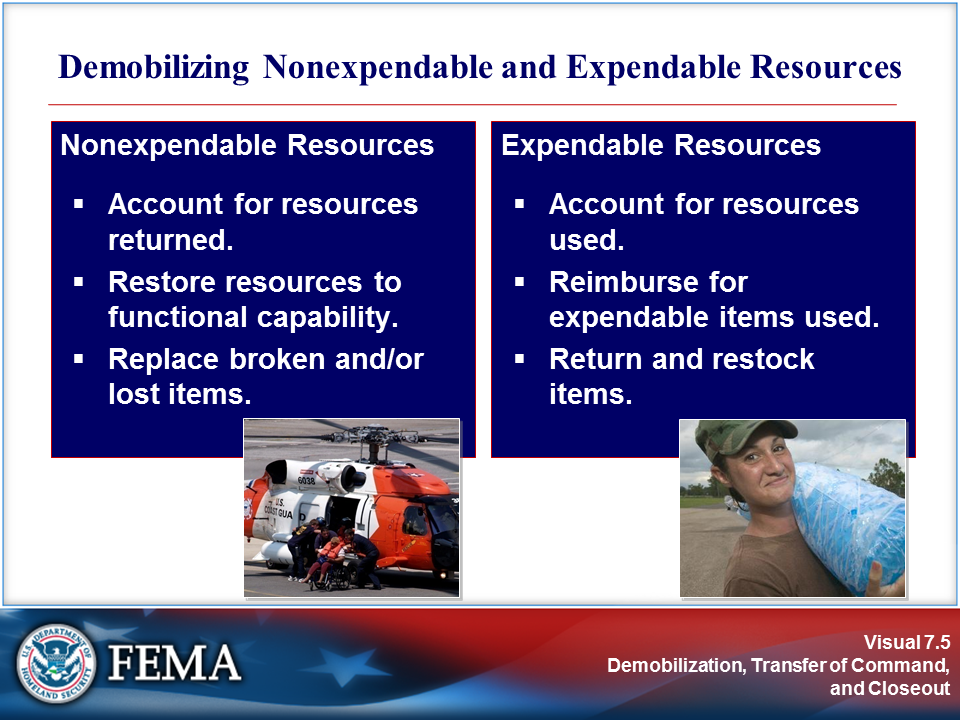 Demobilizing Nonexpendable and Expendable Resources
Nonexpendable Resources
▪ Account for resources
returned.
▪ Restore resources to
functional capability.
▪ Replace broken and/or
lost items.
Expendable Resources
▪ Account for resources
used.
▪ Reimburse for
expendable items used.
▪ Return and restock
items.
6038
U.S.
COAST GUA
U.S. DEPARTMENT OF
HOMELAND SECURITY
FEMA
Visual 7.5
Demobilization, Transfer of Command,
and Closeout